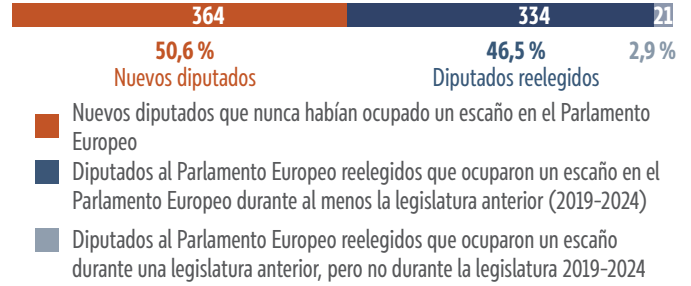 364 334 21
50,6 % 46,5 % 2,9 %
Nuevos diputados Diputados reelegidos
Nuevos diputados que nunca habían ocupado un escaño en el Parlamento
Europeo
Diputados al Parlamento Europeo reelegidos que ocuparon un escaño en el
Parlamento Europeo durante al menos la legislatura anterior (2019-2024)
Diputados al Parlamento Europeo reelegidos que ocuparon un escaño
durante una legislatura anterior, pero no durante la legislatura 2019-2024